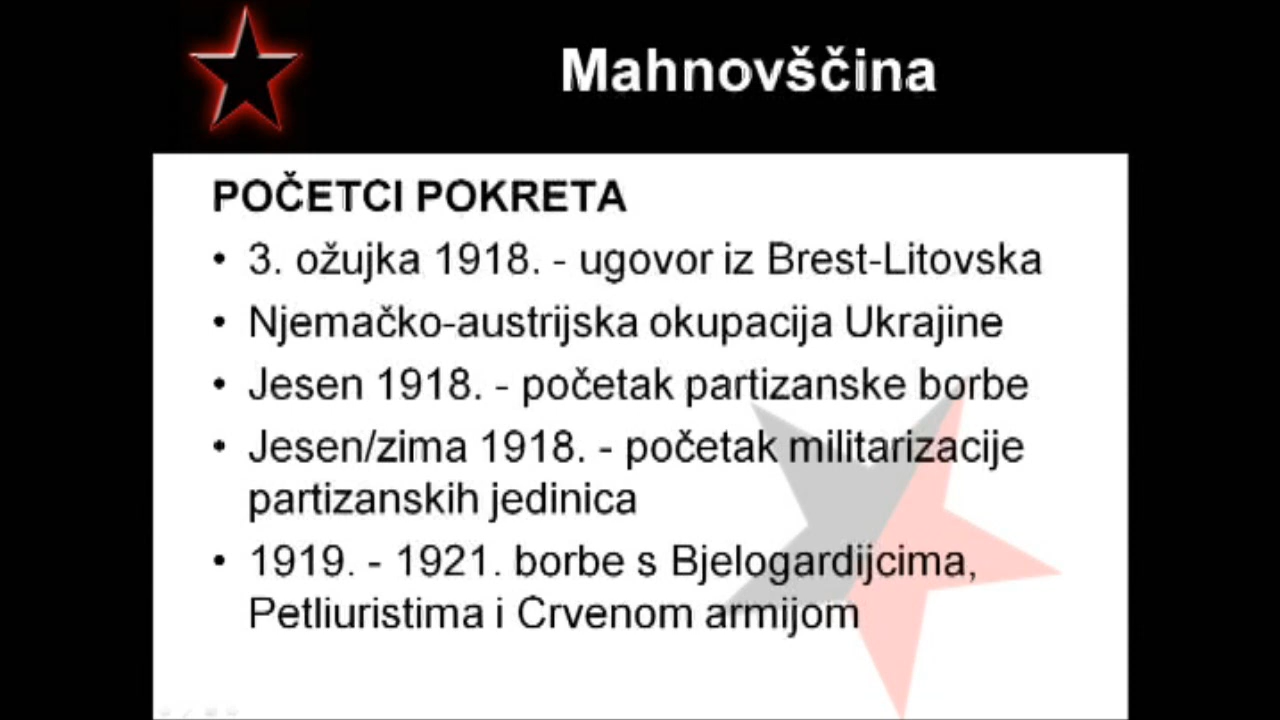 Mahnovščina
POČETCI POKRETA
• 3. ožujka 1918. - ugovor iz Brest-Litovska
• Njemačko-austrijska okupacija Ukrajine
• Jesen 1918. - početak partizanske borbe
• Jesen/zima 1918. - početak militarizacije
partizanskih jedinica
• 1919. - 1921. borbe s Bjelogardijcima,
Petliuristima i Crvenom armijom